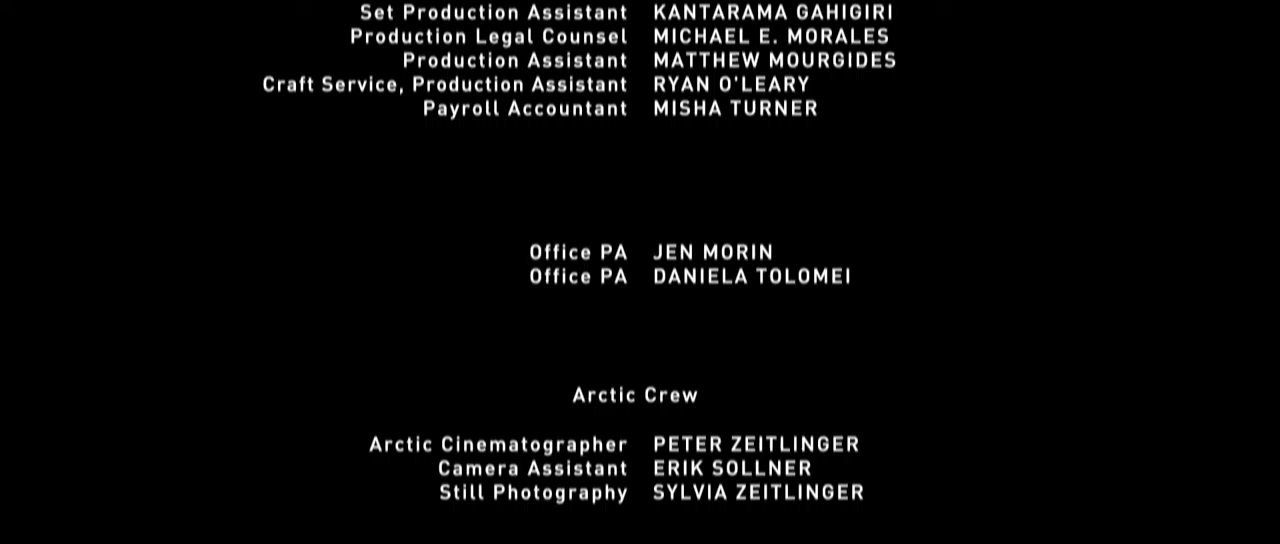 Set Production Assistant KANTARAMA GAHIGIRI
Production Legal Counsel MICHAEL E. MORALES
Production Assistant MATTHEW MOURGIDES
Craft Service, Production Assistant RYAN O'LEARY
Payroll Accountant MISHA TURNER
Office PA JEN MORIN
Office PA DANIELA TOLOMEI
Arctic Crew
Arctic Cinematographer PETER ZEITLINGER
Camera Assistant ERIK SOLLNER
Still Photography SYLVIA ZEITLINGER